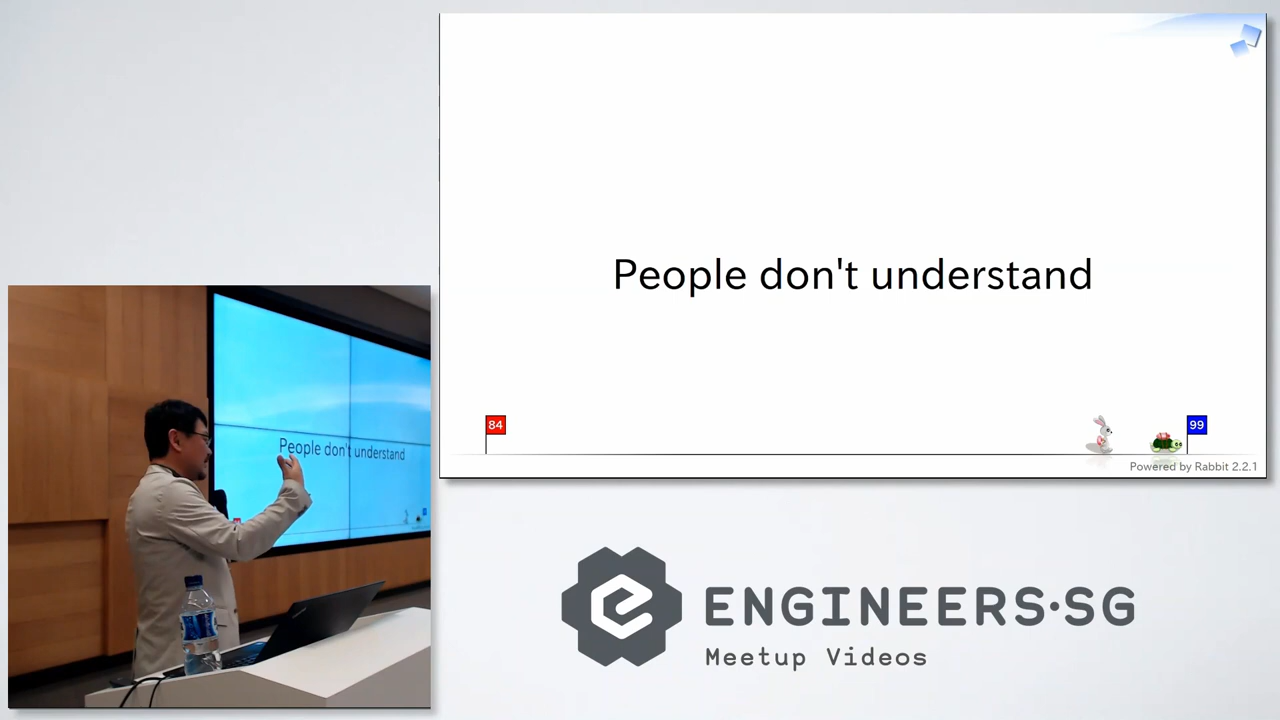 People don't understand
84
99
Powered by Rabbit 2.2.1
People don't understand
ENGINEERS·SG
Meetup Videos